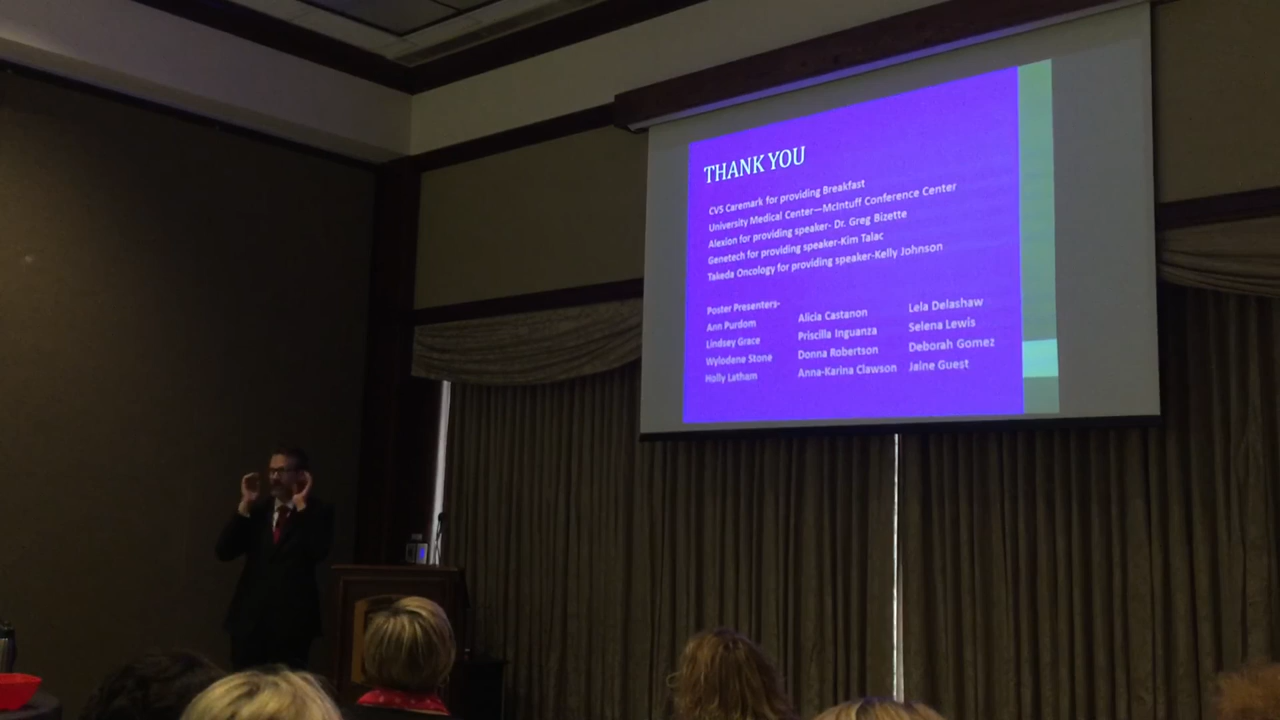 THANK YOU
CVS Caremark for providing Breakfast
University Medical Center—McIntuff Conference Center
Alexion for providing speaker- Dr. Greg Bizette
Genetech for providing speaker-Kim Talac
Takeda Oncology for providing speaker-Kelly Johnson
Poster Presenters-
Ann Purdom
Lindsey Grace
Wylodene Stone
Holly Latham
Alicia Castanon
Priscilla Inguanza
Donna Robertson
Anna-Karina Clawson
Lela Delashaw
Selena Lewis
Deborah Gomez
Jaine Guest